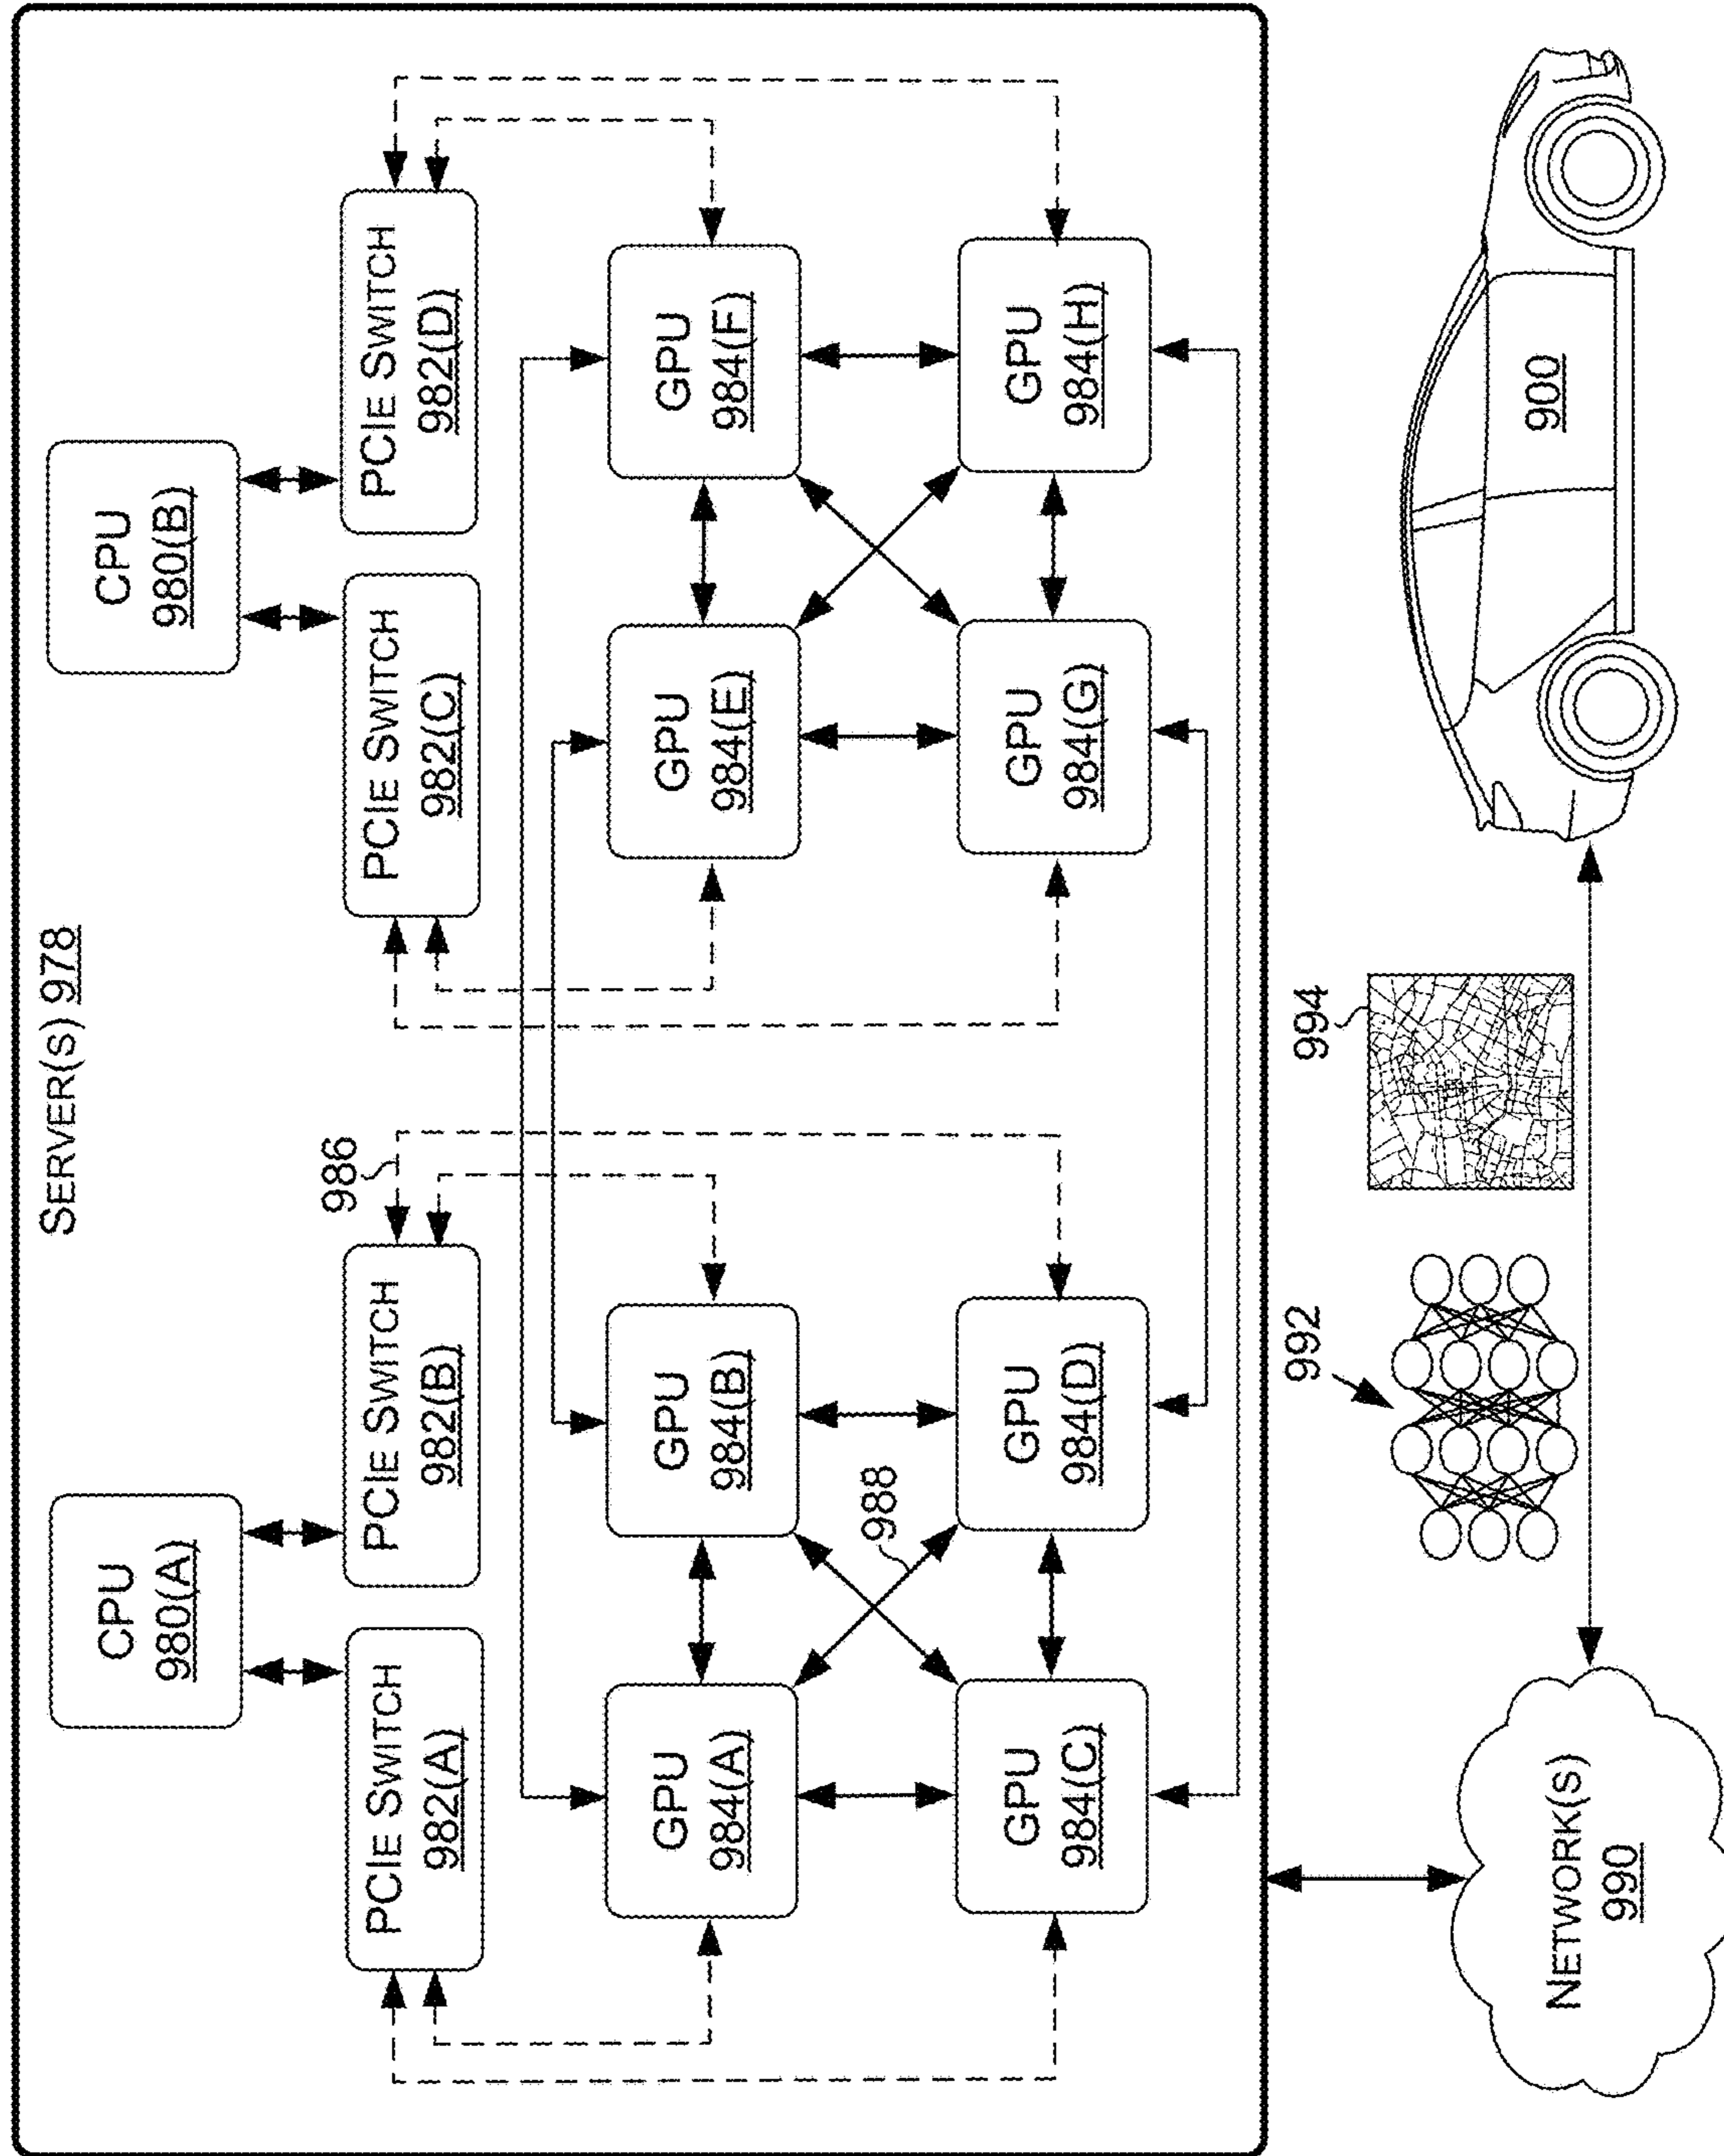 SERVER(S) 978
CPU
980(A)
CPU
980(B)
PCIE SWITCH
982(A)
PCIE SWITCH
982(B)
986
PCIE SWITCH
982(C)
PCIE SWITCH
982(D)
GPU
984(A)
GPU
984(B)
GPU
984(E)
GPU
984(F)
988
GPU
984(C)
GPU
984(D)
GPU
984(G)
GPU
984(H)
NETWORK(S)
990
992
994
900